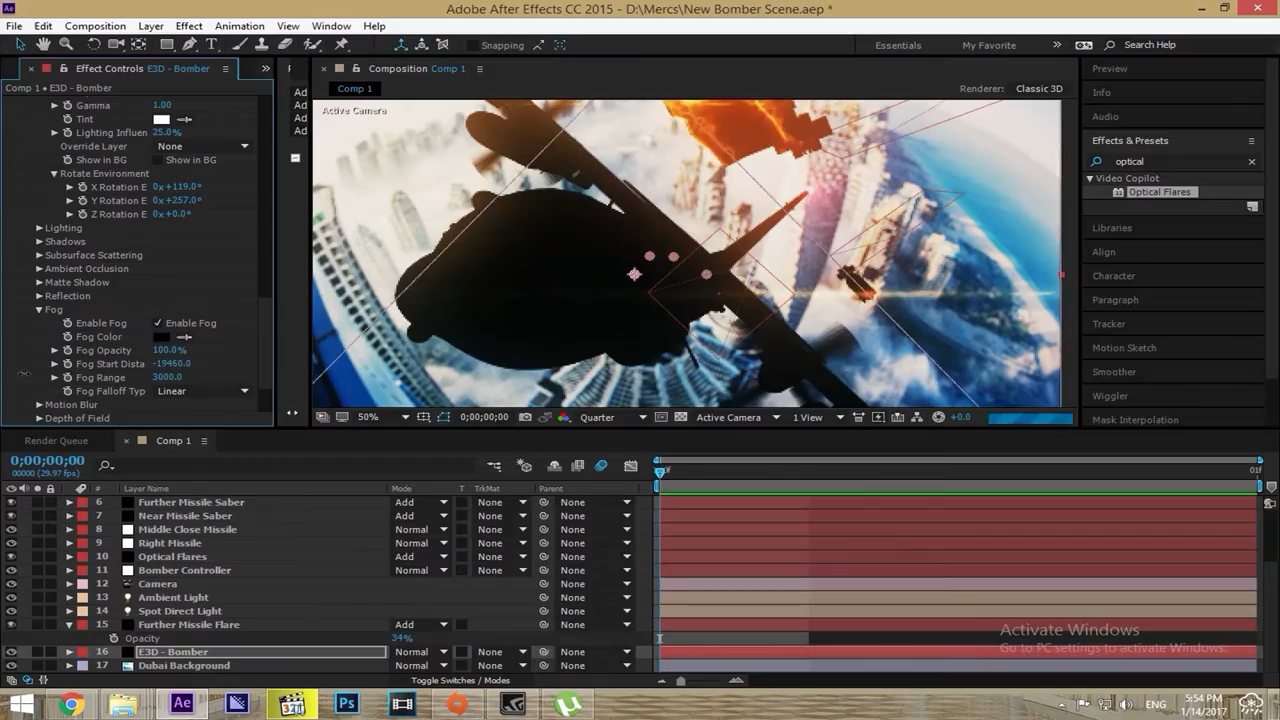 Adobe After Effects CC 2015 - D:\Mercs\New Bomber Scene.aep *
File Edit Composition Layer Effect Animation View Window Help
Snapping Essentials My Favorite Search Help
Effect Controls E3D - Bomber
Comp 1 • E3D - Bomber
Gamma 1.00
Tint
Lighting Influen 25.0%
Override Layer None
Show in BG Show in BG
Rotate Environment
X Rotation E 0x+119.0°
Y Rotation E 0x+257.0°
Z Rotation E 0x+0.0°
Lighting
Shadows
Subsurface Scattering
Ambient Occlusion
Matte Shadow
Reflection
Fog
Enable Fog Enable Fog
Fog Color
Fog Opacity 100.0%
Fog Start Dista -19460.0
Fog Range 3000.0
Fog Falloff Typ Linear
Motion Blur
Depth of Field
Ad
Ad
Ad
Composition Comp 1
Comp 1
Renderer: Classic 3D
Active Camera
50% 0;00;00;00 Quarter Active Camera 1 View +0.0
Preview
Info
Audio
Effects & Presets
optical
Video Copilot
Optical Flares
Libraries
Align
Character
Paragraph
Tracker
Motion Sketch
Smoother
Wiggler
Mask Interpolation
Render Queue Comp 1
0;00;00;00
00000 (29.97 fps)
0f 01f
# Layer Name Mode T TrkMat Parent
6 Further Missile Saber Add None None
7 Near Missile Saber Add None None
8 Middle Close Missile Normal None None
9 Right Missile Normal None None
10 Optical Flares Add None None
11 Bomber Controller Normal None None
12 Camera None
13 Ambient Light None
14 Spot Direct Light None
15 Further Missile Flare Add None None
Opacity 34%
16 E3D - Bomber Normal None None
17 Dubai Background Normal None None
Toggle Switches / Modes
Activate Windows
Go to PC settings to activate Windows.
Ae Ps
ENG
5:54 PM
1/14/2017